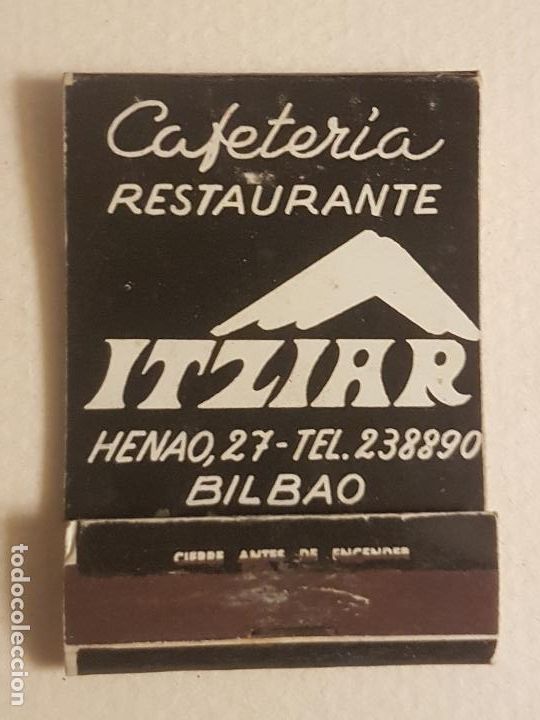 Cafetería
RESTAURANTE
ITZIAR
HENAO, 27 - TEL. 238890
BILBAO
CIERRE ANTES DE ENCENDER
todocoleccion